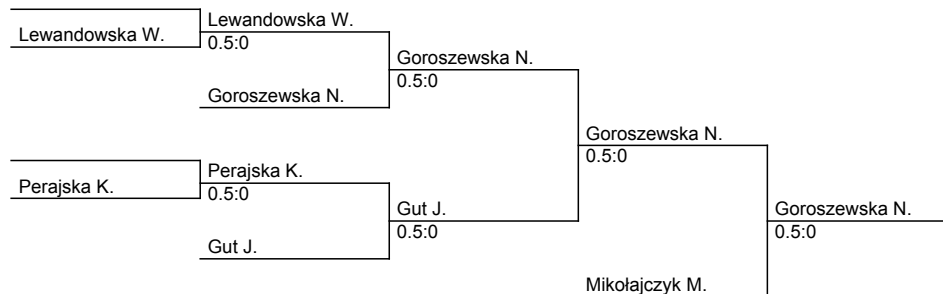 Lewandowska W.
Lewandowska W.
0.5:0
Goroszewska N.
Goroszewska N.
0.5:0
Goroszewska N.
0.5:0
Perajska K.
Perajska K.
0.5:0
Gut J.
0.5:0
Gut J.
Goroszewska N.
0.5:0
Mikołajczyk M.